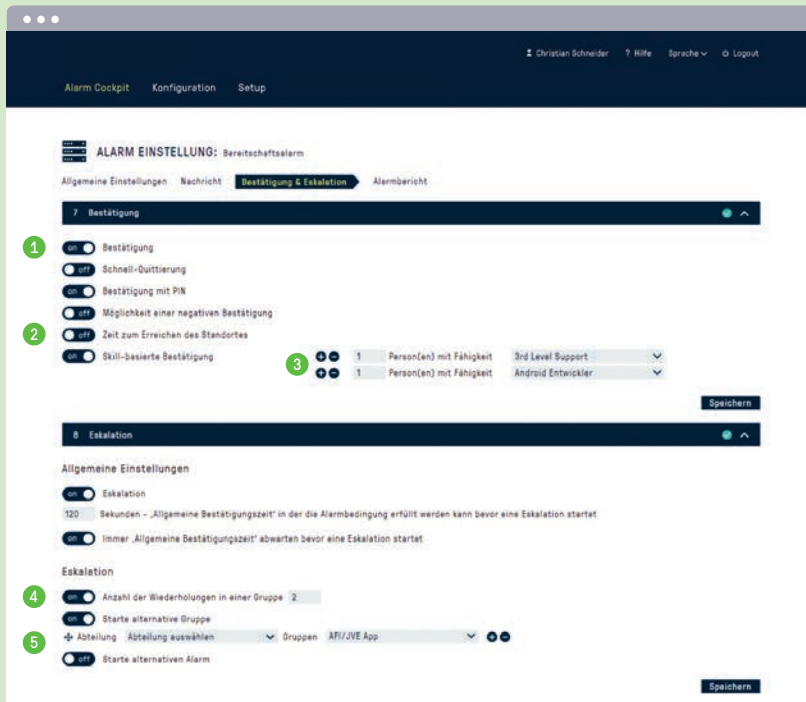 Christian Schneider ? Hilfe Sprache Logout
Alarm Cockpit Konfiguration Setup
ALARM EINSTELLUNG: Bereitschaftsalarm
Allgemeine Einstellungen Nachricht Bestätigung & Eskalation Alarmbericht
7 Bestätigung
1 on Bestätigung
off Schnell-Quittierung
on Bestätigung mit PIN
off Möglichkeit einer negativen Bestätigung
2 off Zeit zum Erreichen des Standortes
on Skill-basierte Bestätigung 3 1 Person(en) mit Fähigkeit 3rd Level Support
1 Person(en) mit Fähigkeit Android Entwickler
Speichern
8 Eskalation
Allgemeine Einstellungen
on Eskalation
120 Sekunden - „Allgemeine Bestätigungszeit' in der die Alarmbedingung erfüllt werden kann bevor eine Eskalation startet
on Immer ‚Allgemeine Bestätigungszeit' abwarten bevor eine Eskalation startet
Eskalation
4 on Anzahl der Wiederholungen in einer Gruppe 2
on Starte alternative Gruppe
5 Abteilung Abteilung auswählen Gruppen AFI/JVE App
off Starte alternativen Alarm
Speichern